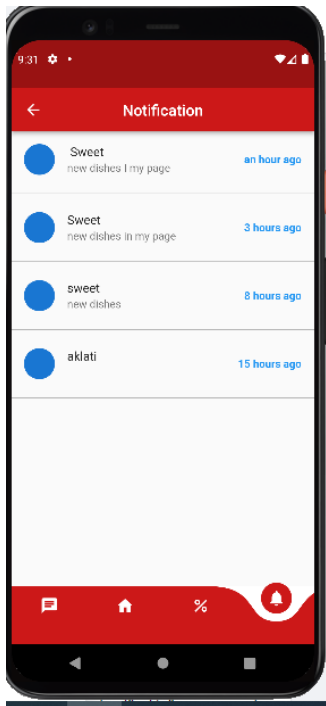 9:31
Notification
Sweet
new dishes I my page
an hour ago
Sweet
new dishes in my page
3 hours ago
sweet
new dishes
8 hours ago
aklati
15 hours ago
%